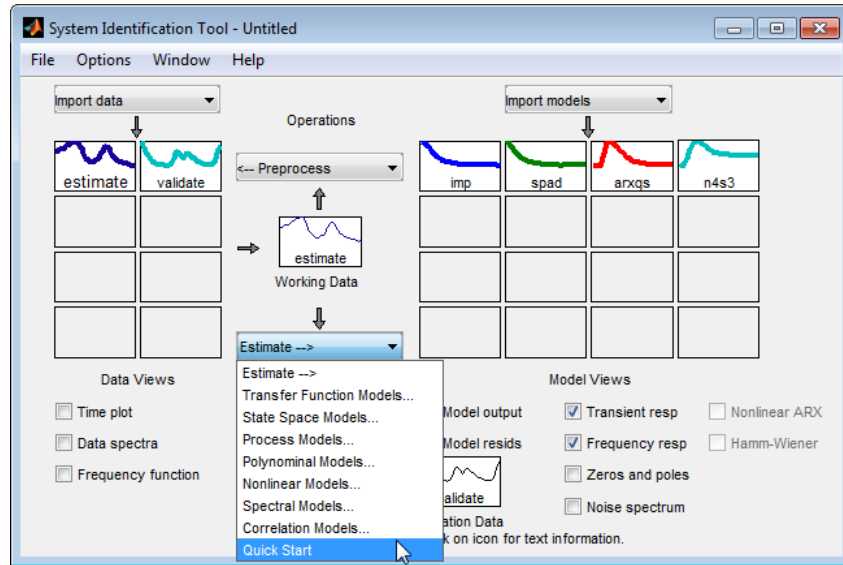 System Identification Tool - Untitled
File Options Window Help
Import data
Import models
Operations
estimate validate
<-- Preprocess
imp spad arxqs n4s3
estimate
Working Data
Estimate -->
Estimate -->
Transfer Function Models...
State Space Models...
Process Models...
Polynominal Models...
Nonlinear Models...
Spectral Models...
Correlation Models...
Quick Start
Data Views
Time plot
Data spectra
Frequency function
Model Views
Model output Transient resp Nonlinear ARX
Model resids Frequency resp Hamm-Wiener
Zeros and poles
alidate
Noise spectrum
ation Data
k on icon for text information.